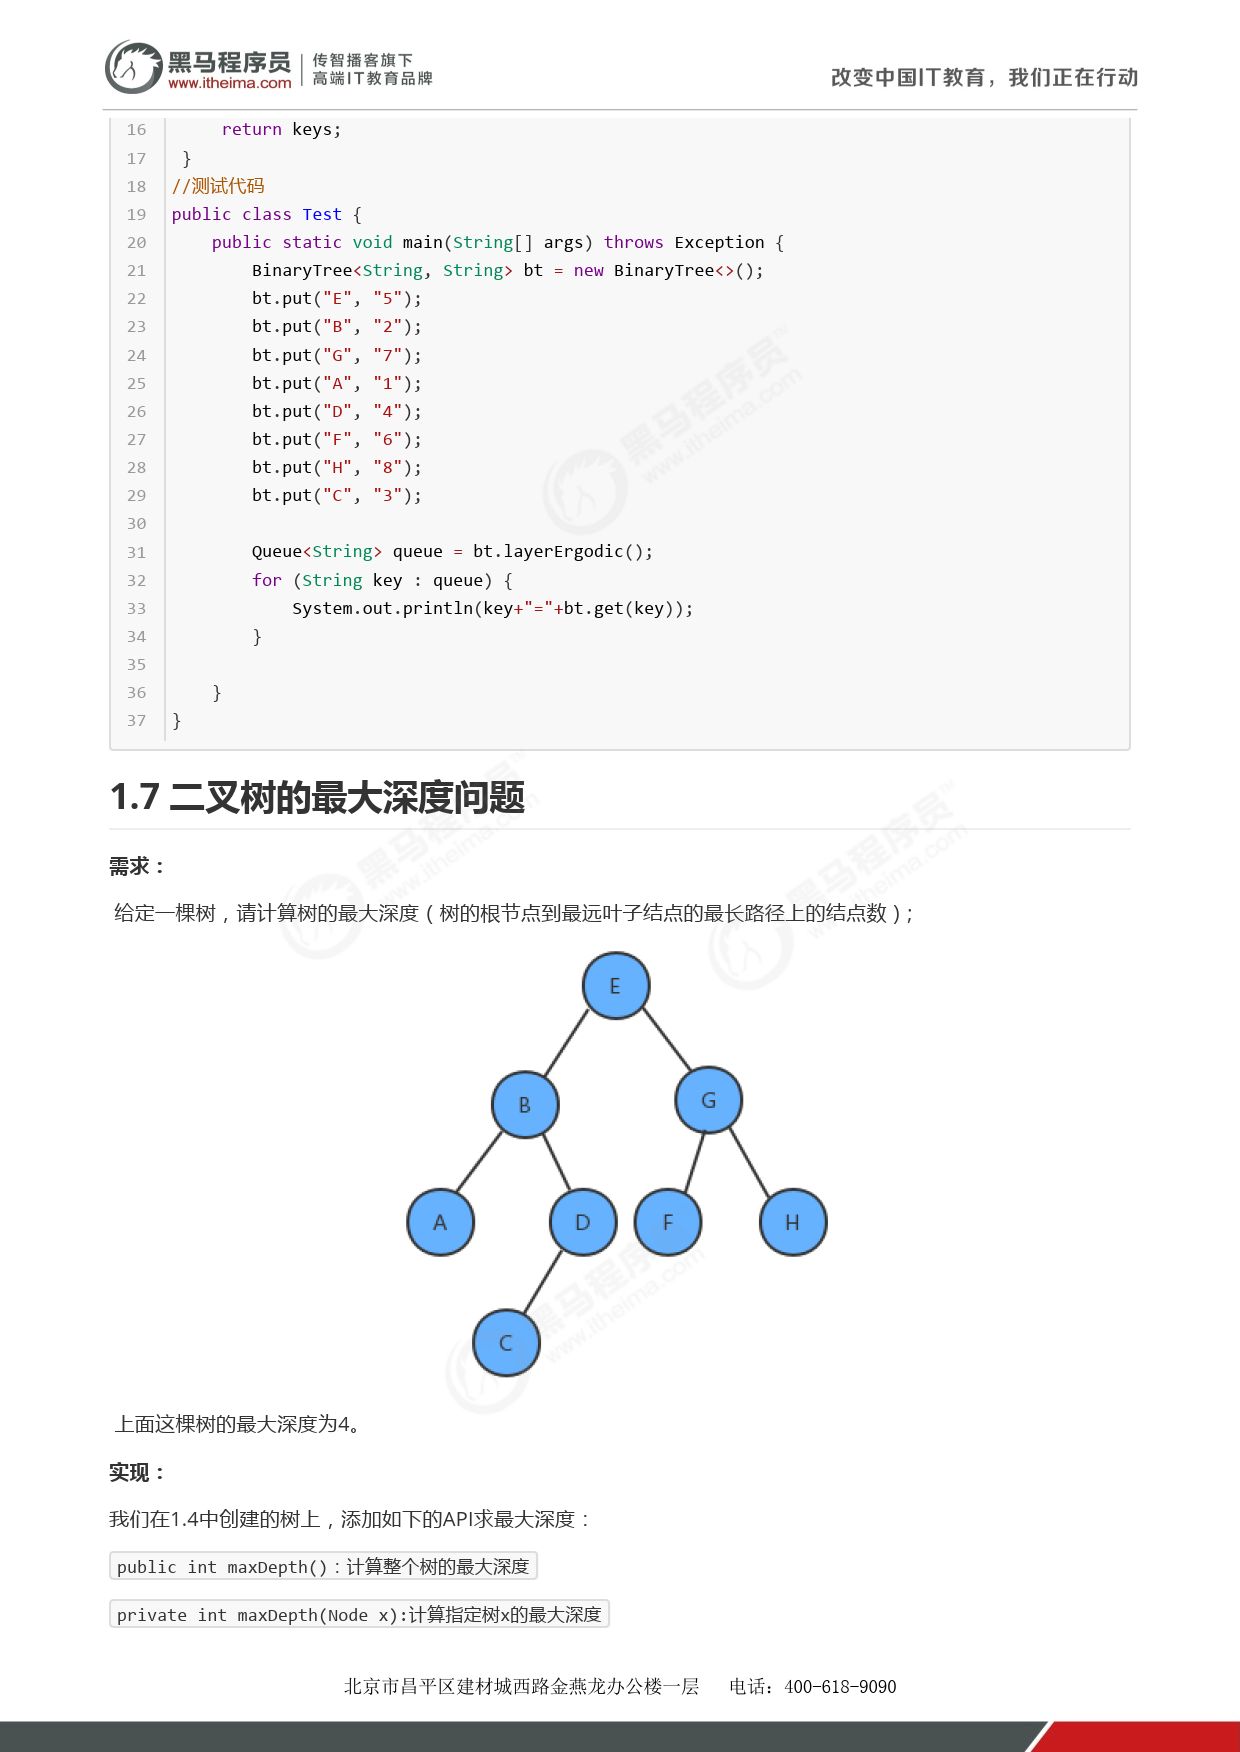 黑马程序员
www.itheima.com
传智播客旗下
高端IT教育品牌
改变中国IT教育，我们正在行动
16     return keys;
17 }
18 //测试代码
19 public class Test {
20     public static void main(String[] args) throws Exception {
21         BinaryTree<String, String> bt = new BinaryTree<>();
22         bt.put("E", "5");
23         bt.put("B", "2");
24         bt.put("G", "7");
25         bt.put("A", "1");
26         bt.put("D", "4");
27         bt.put("F", "6");
28         bt.put("H", "8");
29         bt.put("C", "3");
30
31         Queue<String> queue = bt.layerErgodic();
32         for (String key : queue) {
33             System.out.println(key+"="+bt.get(key));
34         }
35
36     }
37 }
1.7 二叉树的最大深度问题
需求：
给定一棵树，请计算树的最大深度（树的根节点到最远叶子结点的最长路径上的结点数）;
E
B
G
A
D
F
H
C
上面这棵树的最大深度为4。
实现：
我们在1.4中创建的树上，添加如下的API求最大深度：
public int maxDepth()：计算整个树的最大深度
private int maxDepth(Node x):计算指定树x的最大深度
北京市昌平区建材城西路金燕龙办公楼一层 电话：400-618-9090